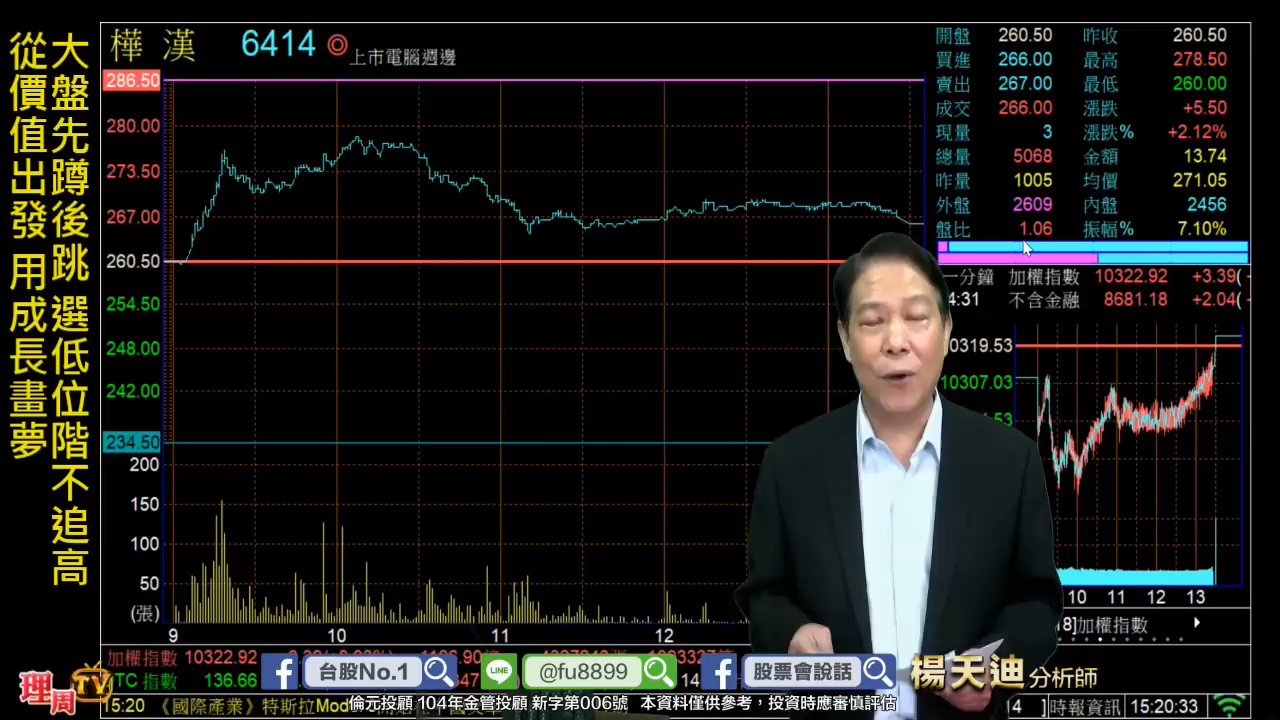 大盤先蹲後跳 選低位階不追高
從價值出發 用成長畫夢
樺漢 6414 ◎ 上市電腦週邊
286.50
280.00
273.50
267.00
260.50
254.50
248.00
242.00
234.50
200
150
100
50
(張)
9 10 11 12
開盤 260.50 昨收 260.50
買進 266.00 最高 278.50
賣出 267.00 最低 260.00
成交 266.00 漲跌 +5.50
現量 3 漲跌% +2.12%
總量 5068 金額 13.74
昨量 1005 均價 271.05
外盤 2609 內盤 2456
盤比 1.06 振幅% 7.10%
一分鐘 加權指數 10322.92 +3.39(
4:31 不含金融 8681.18 +2.04(
10307.03
10 11 12 13
8]加權指數
加權指數 10322.92
TC 指數 136.66
台股No.1
LINE
@fu8899
股票會說話
楊天迪 分析師
理周TV
15:20 《國際產業》特斯拉Mod
倫元投顧 104年金管投顧 新字第006號 本資料僅供參考，投資時應審慎評估
14 ]時報資訊 15:20:33